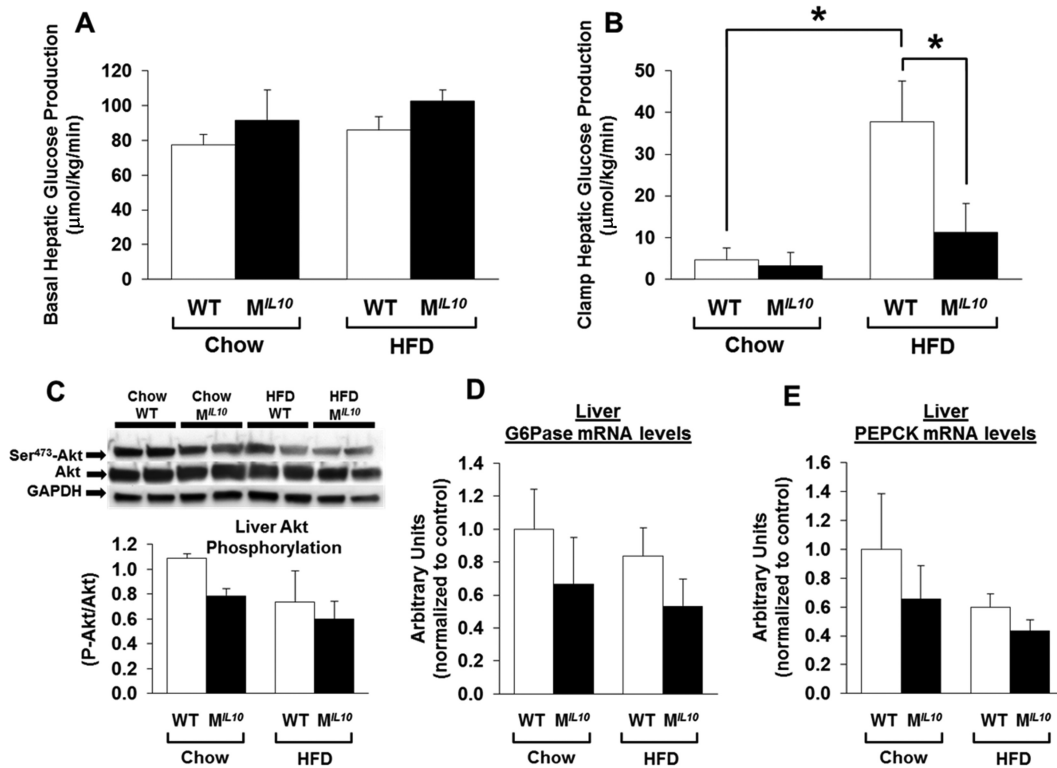 A
Basal Hepatic Glucose Production
(µmol/kg/min)
120
100
80
60
40
20
0
WT M^IL10 WT M^IL10
Chow HFD
B
Clamp Hepatic Glucose Production
(µmol/kg/min)
* *
50
40
30
20
10
0
WT M^IL10 WT M^IL10
Chow HFD
C
Chow Chow HFD HFD
WT M^IL10 WT M^IL10
Ser^473-Akt
Akt
GAPDH
Liver Akt
Phosphorylation
(P-Akt/Akt)
1.2
1.0
0.8
0.6
0.4
0.2
0.0
WT M^IL10 WT M^IL10
Chow HFD
D
Liver
G6Pase mRNA levels
Arbitrary Units
(normalized to control)
1.4
1.2
1.0
0.8
0.6
0.4
0.2
0.0
WT M^IL10 WT M^IL10
Chow HFD
E
Liver
PEPCK mRNA levels
Arbitrary Units
(normalized to control)
1.6
1.4
1.2
1.0
0.8
0.6
0.4
0.2
0
WT M^IL10 WT M^IL10
Chow HFD